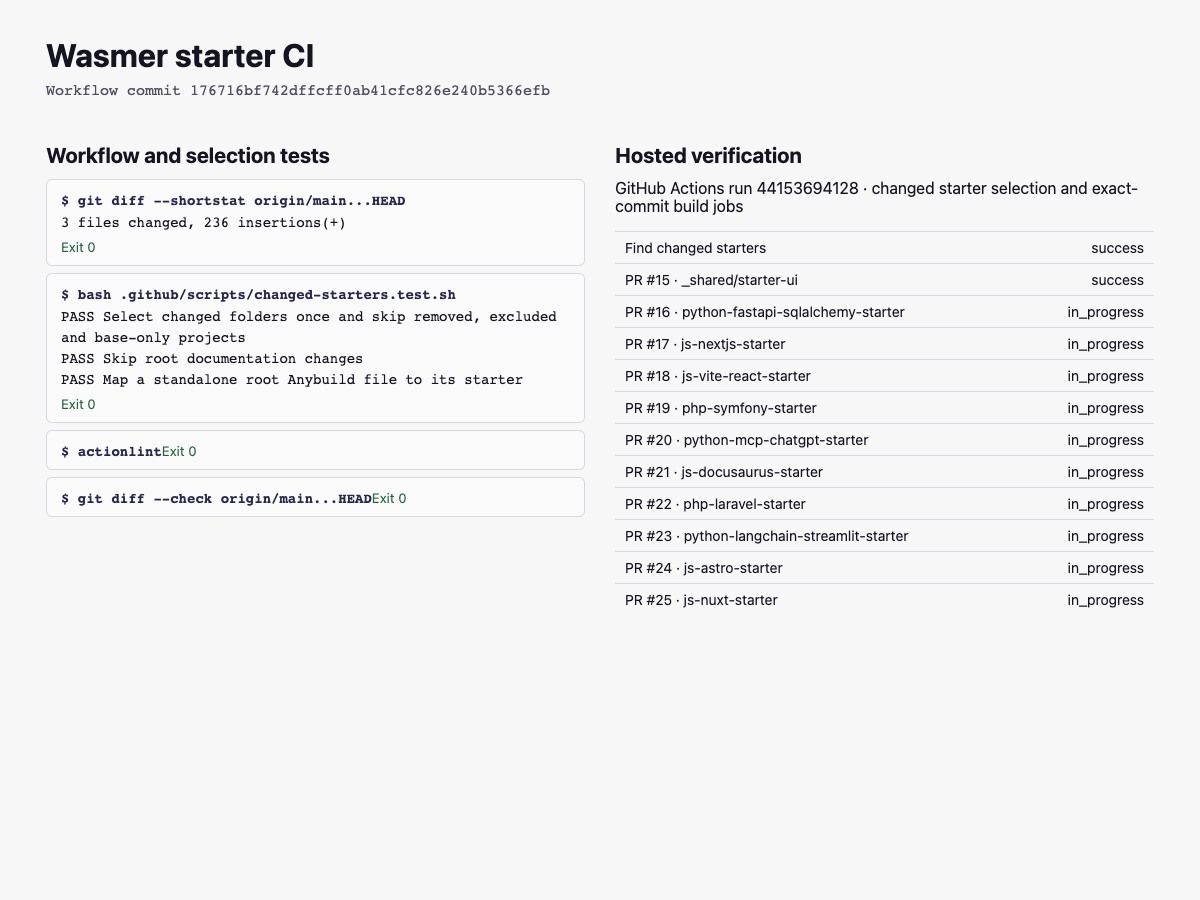 Wasmer starter CI
Workflow commit 176716bf742dffcff0ab41cfc826e240b5366efb
Workflow and selection tests
$ git diff --shortstat origin/main...HEAD
3 files changed, 236 insertions(+)
Exit 0
$ bash .github/scripts/changed-starters.test.sh
PASS Select changed folders once and skip removed, excluded
and base-only projects
PASS Skip root documentation changes
PASS Map a standalone root Anybuild file to its starter
Exit 0
$ actionlintExit 0
$ git diff --check origin/main...HEADExit 0
Hosted verification
GitHub Actions run 44153694128 · changed starter selection and exact-
commit build jobs
Find changed starters success
PR #15 · _shared/starter-ui success
PR #16 · python-fastapi-sqlalchemy-starter in_progress
PR #17 · js-nextjs-starter in_progress
PR #18 · js-vite-react-starter in_progress
PR #19 · php-symfony-starter in_progress
PR #20 · python-mcp-chatgpt-starter in_progress
PR #21 · js-docusaurus-starter in_progress
PR #22 · php-laravel-starter in_progress
PR #23 · python-langchain-streamlit-starter in_progress
PR #24 · js-astro-starter in_progress
PR #25 · js-nuxt-starter in_progress